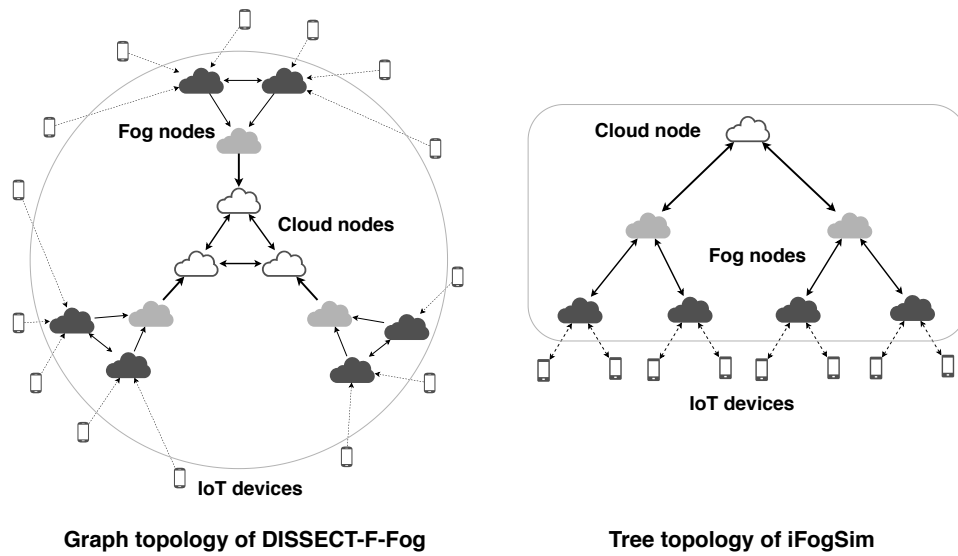 Fog nodes
Cloud nodes
IoT devices
Graph topology of DISSECT-F-Fog
Cloud node
Fog nodes
IoT devices
Tree topology of iFogSim